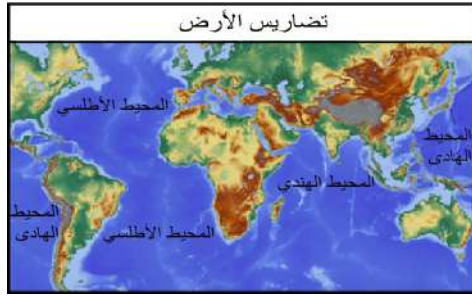 تضاريس الأرض
المحيط الأطلسي
المحيط
الهادى
المحيط الهندي
المحيط
الهادى
المحيط الأطلسي